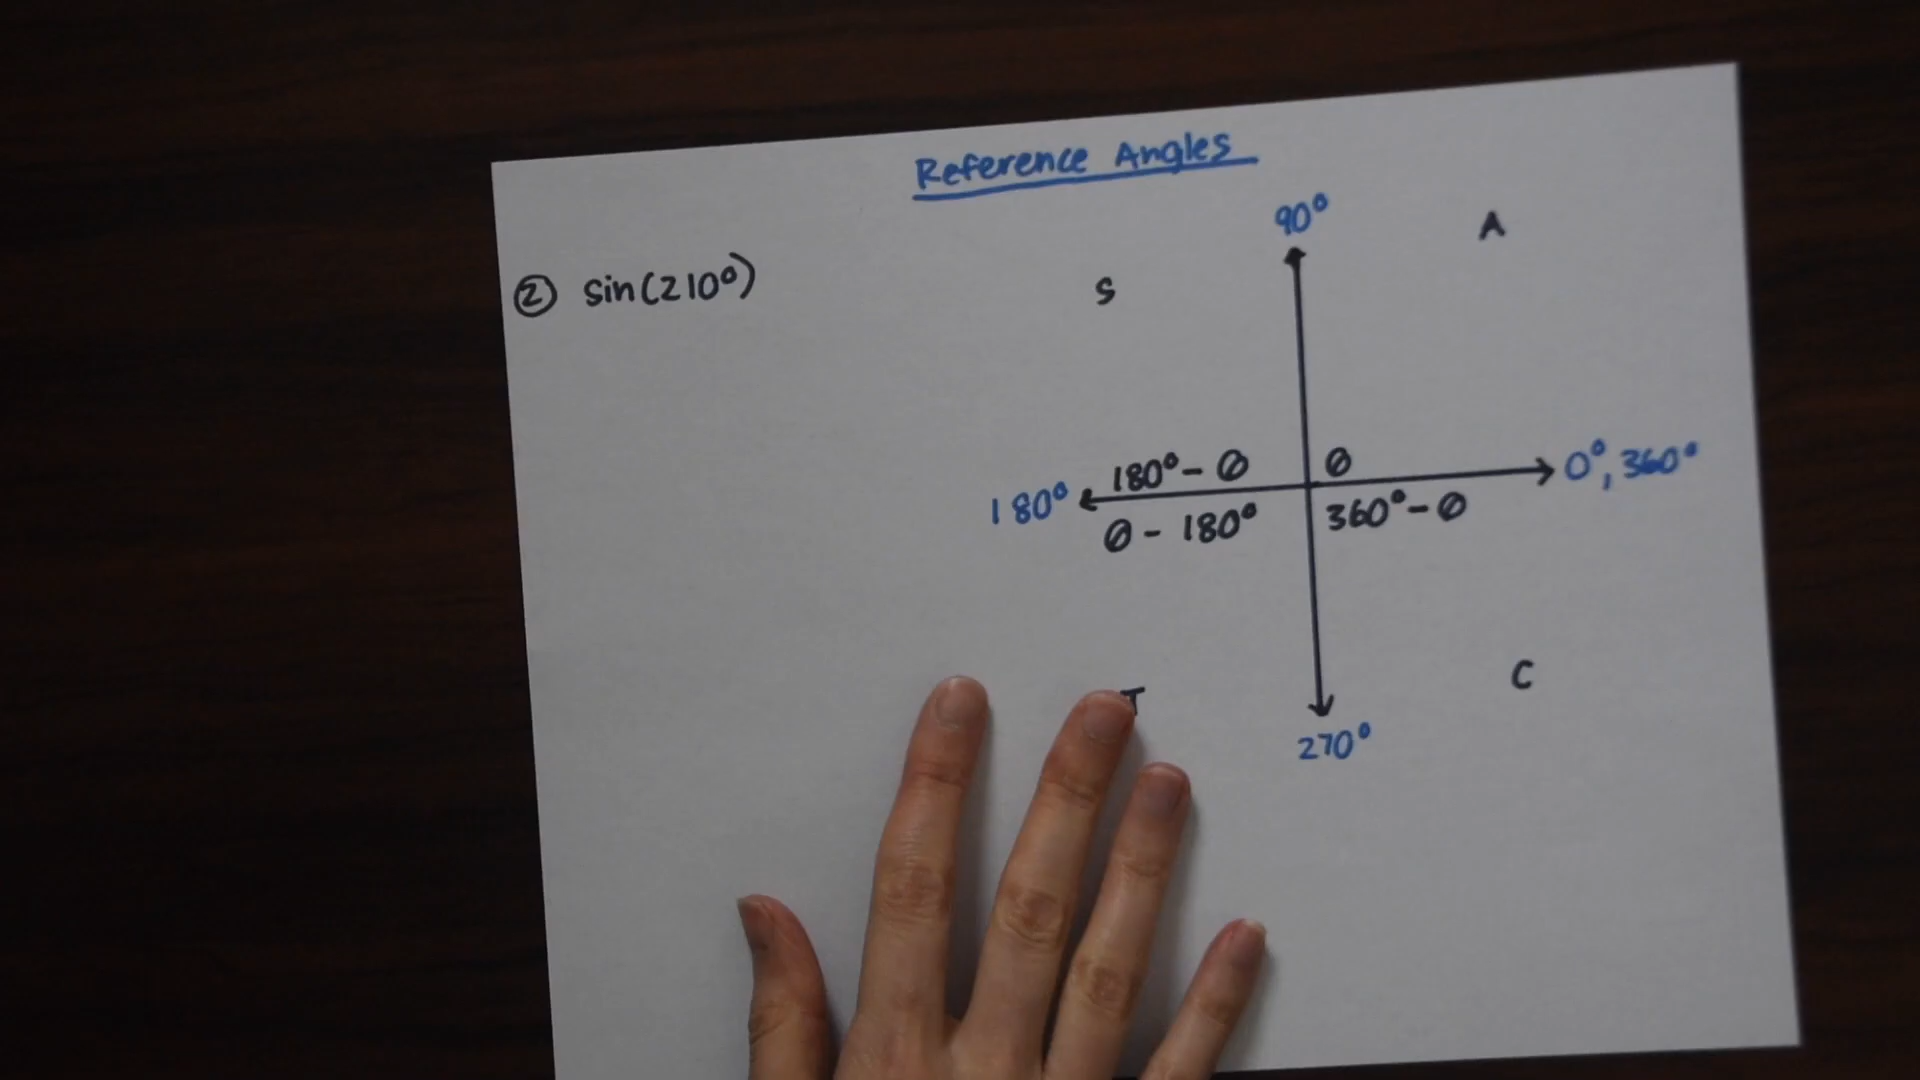 Reference Angles
② sin(210°)
90°
A
S
180° - θ
θ
180°
0°, 360°
θ - 180°
360° - θ
T
C
270°